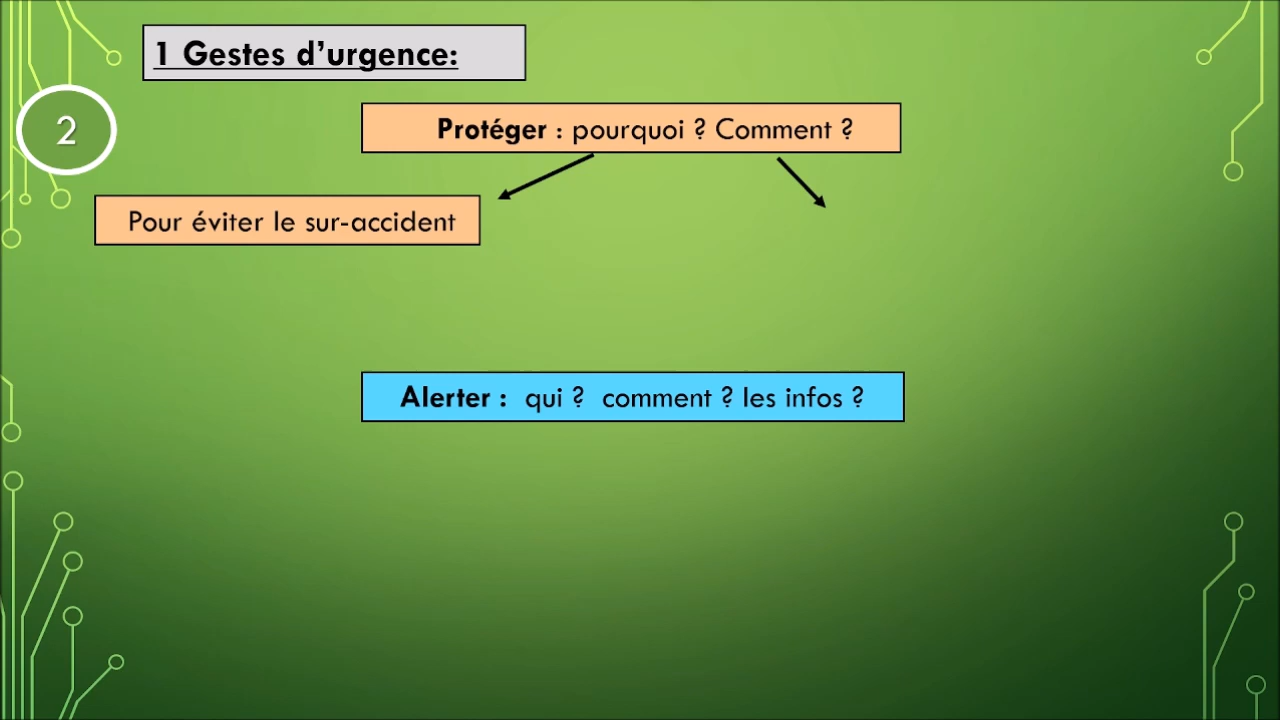 1 Gestes d’urgence:
2
Protéger : pourquoi ? Comment ?
Pour éviter le sur-accident
Alerter :  qui ?  comment ? les infos ?